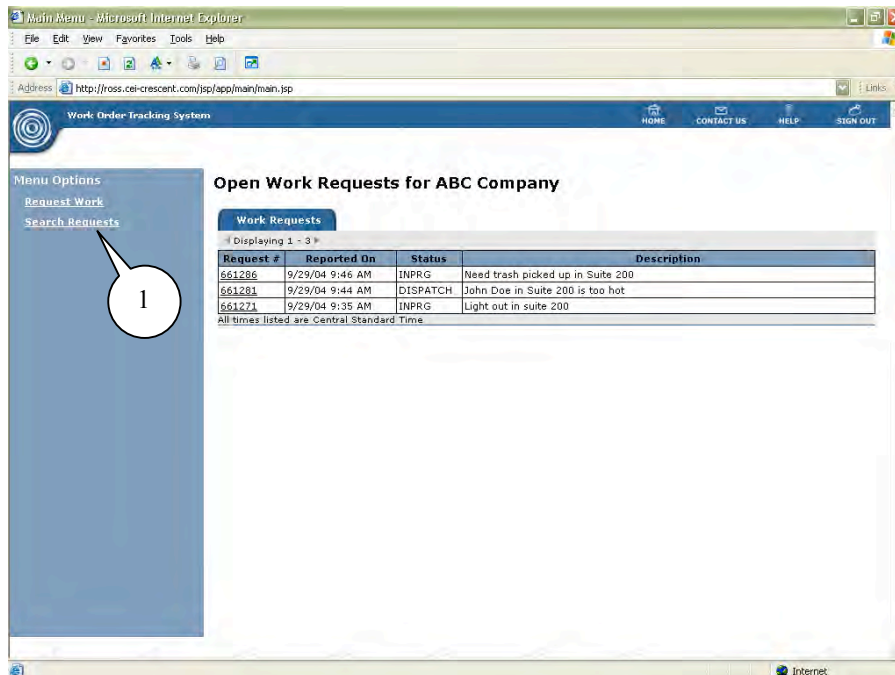 Main Menu - Microsoft Internet Explorer
File Edit View Favorites Tools Help
Address http://ross.cei-crescent.com/jsp/app/main/main.jsp Links
Work Order Tracking System HOME CONTACT US HELP SIGN OUT
Menu Options
Request Work
Search Requests
1
Open Work Requests for ABC Company
Work Requests
Displaying 1 - 3
Request # Reported On Status Description
661286 9/29/04 9:46 AM INPRG Need trash picked up in Suite 200
661281 9/29/04 9:44 AM DISPATCH John Doe in Suite 200 is too hot
661271 9/29/04 9:35 AM INPRG Light out in suite 200
All times listed are Central Standard Time
Internet